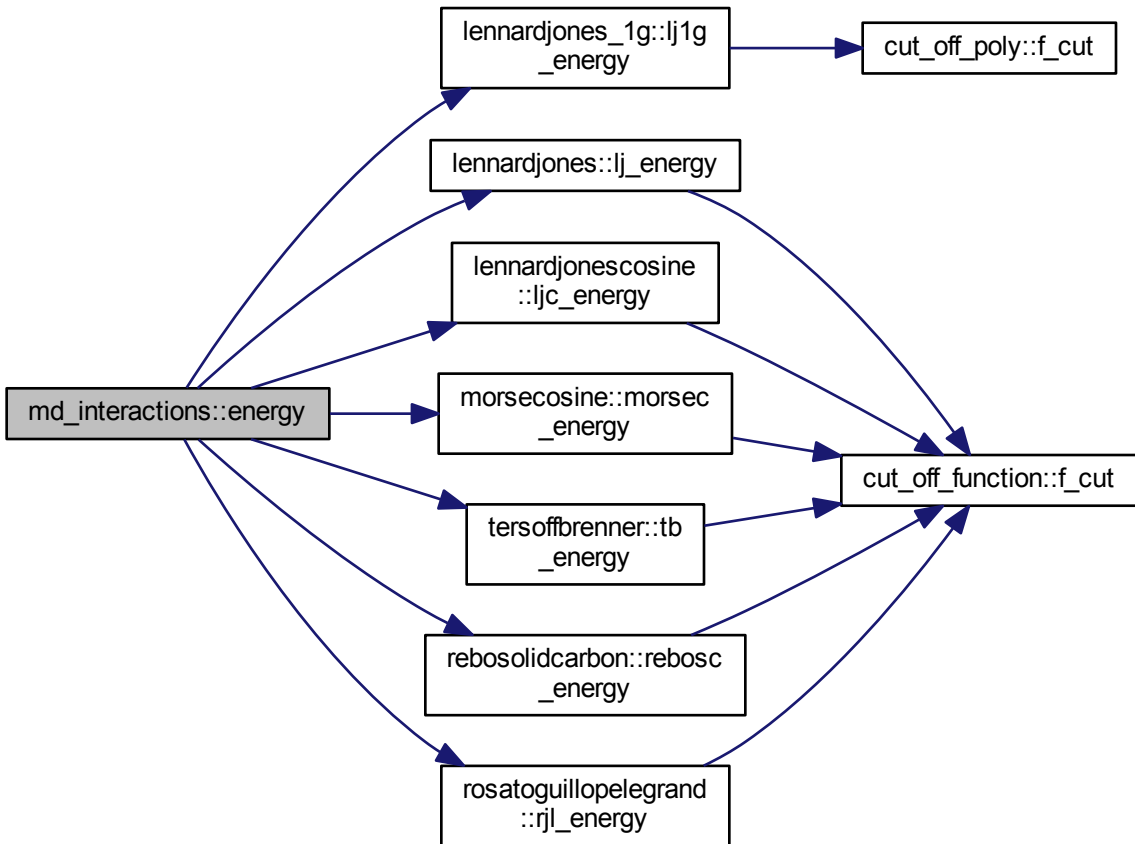 lennardjones_1g::lj1g
_energy
cut_off_poly::f_cut
lennardjones::lj_energy
lennardjonescosine
::ljc_energy
md_interactions::energy
morsecosine::morsec
_energy
cut_off_function::f_cut
tersoffbrenner::tb
_energy
rebosolidcarbon::rebosc
_energy
rosatoguillopelegrand
::rjl_energy